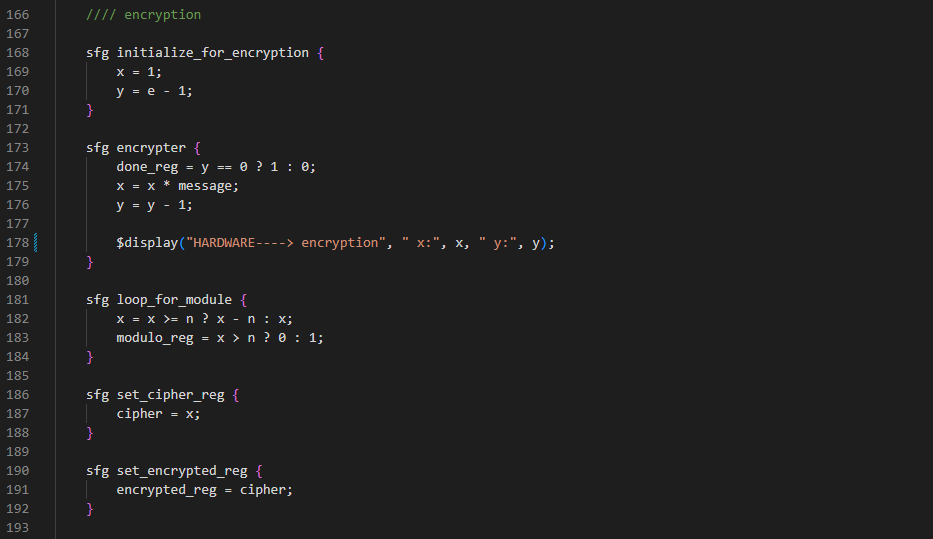 166 //// encryption
167
168 sfg initialize_for_encryption {
169 x = 1;
170 y = e - 1;
171 }
172
173 sfg encrypter {
174 done_reg = y == 0 ? 1 : 0;
175 x = x * message;
176 y = y - 1;
177
178 $display("HARDWARE----> encryption", " x:", x, " y:", y);
179 }
180
181 sfg loop_for_module {
182 x = x >= n ? x - n : x;
183 modulo_reg = x > n ? 0 : 1;
184 }
185
186 sfg set_cipher_reg {
187 cipher = x;
188 }
189
190 sfg set_encrypted_reg {
191 encrypted_reg = cipher;
192 }
193